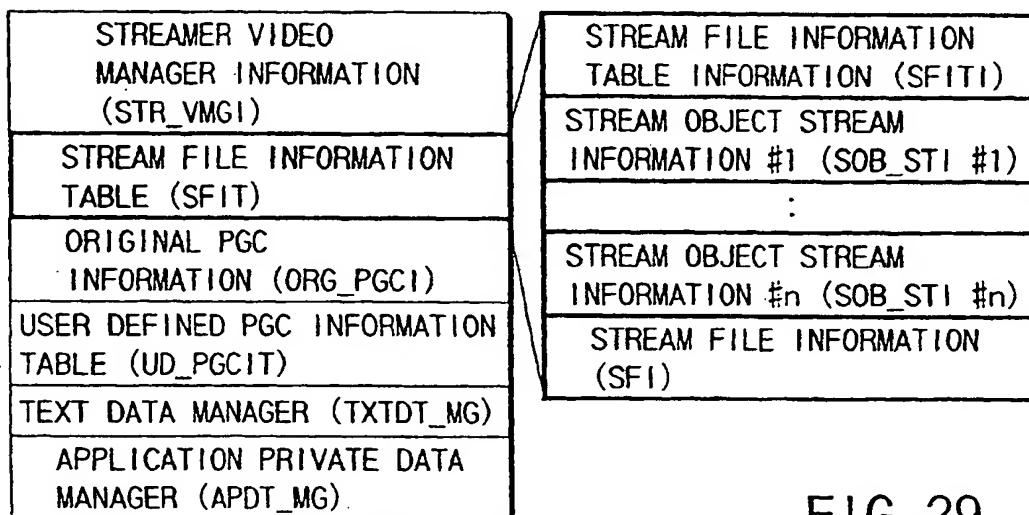 STREAMER VIDEO
MANAGER INFORMATION
(STR_VMGI)
STREAM FILE INFORMATION
TABLE (SFIT)
ORIGINAL PGC
INFORMATION (ORG_PGCI)
USER DEFINED PGC INFORMATION
TABLE (UD_PGCIT)
TEXT DATA MANAGER (TXTDT_MG)
APPLICATION PRIVATE DATA
MANAGER (APDT_MG)
STREAM FILE INFORMATION
TABLE INFORMATION (SFITI)
STREAM OBJECT STREAM
INFORMATION #1 (SOB_STI #1)
:
STREAM OBJECT STREAM
INFORMATION #n (SOB_STI #n)
STREAM FILE INFORMATION
(SFI)
FIG. 29